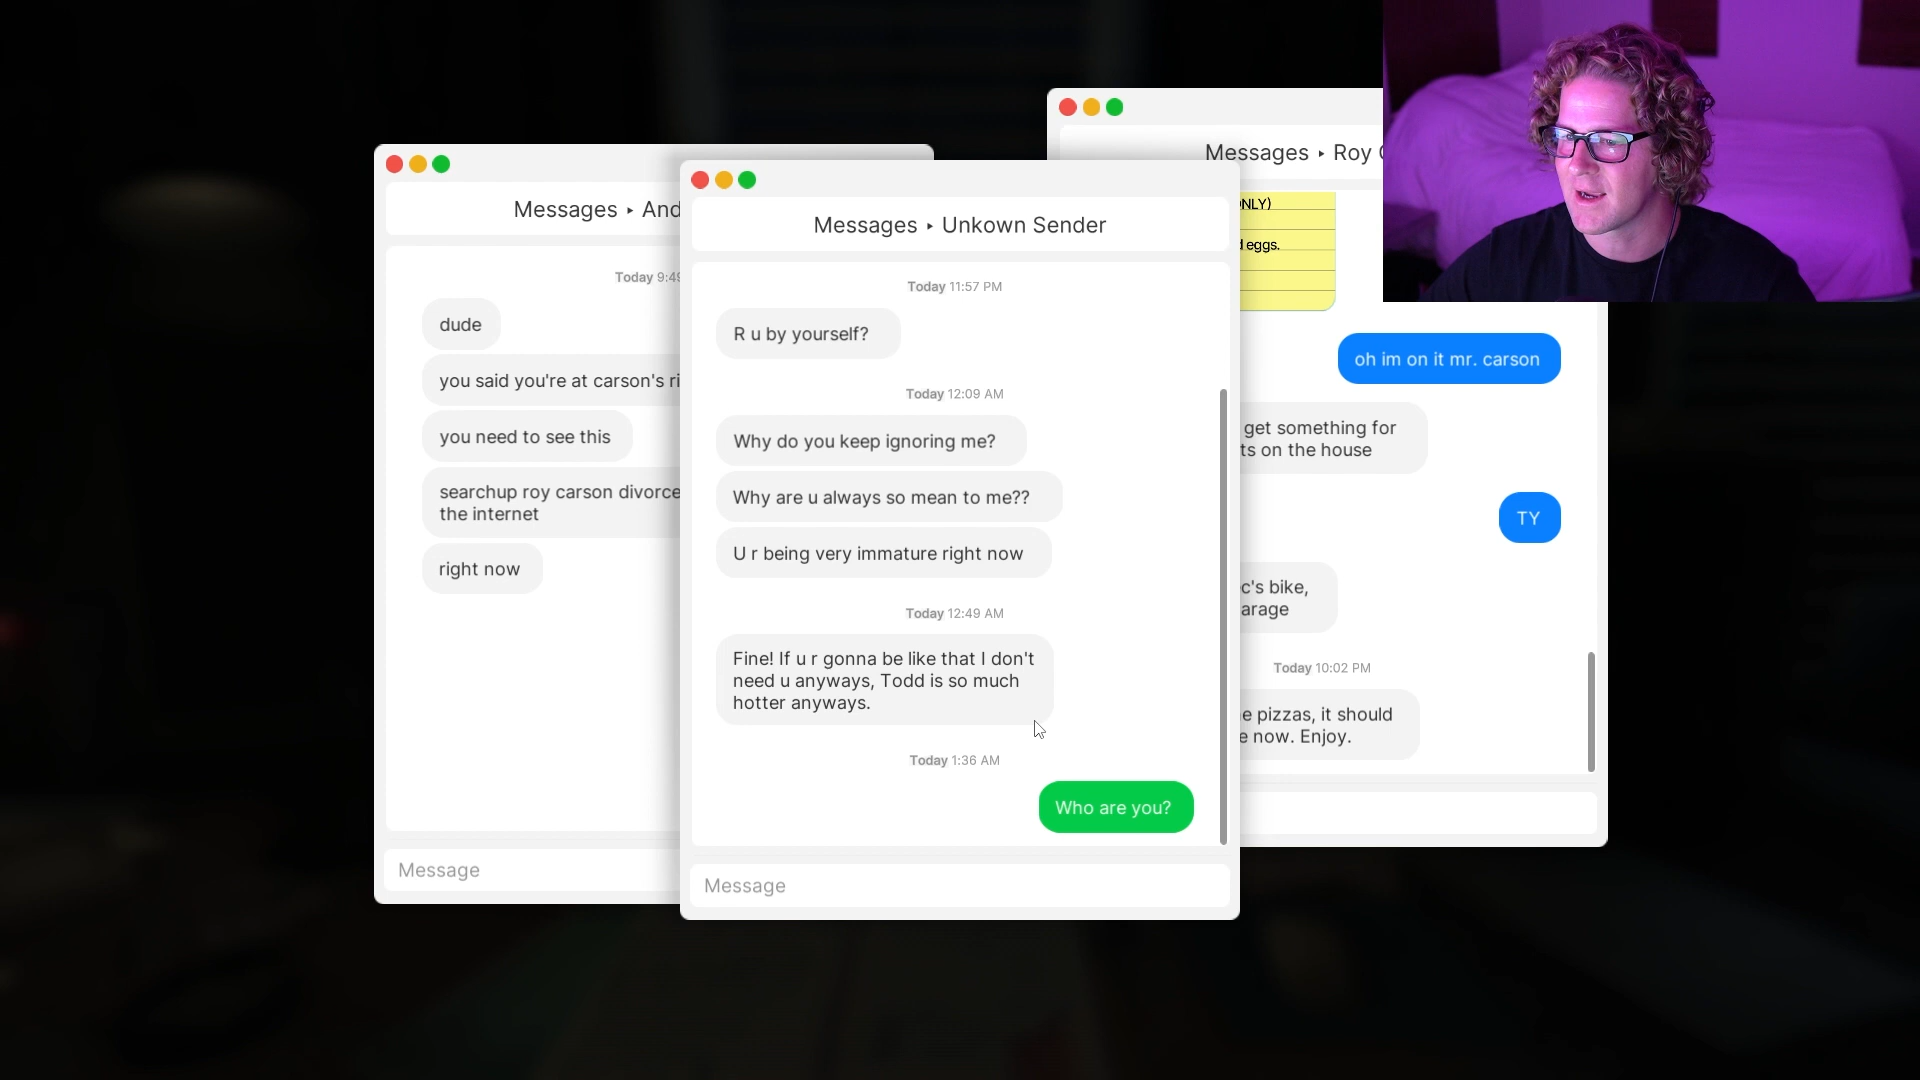 Messages ▸ And
Today 9:49
dude
you said you're at carson's ri
you need to see this
searchup roy carson divorce
the internet
right now
Message
Messages ▸ Unkown Sender
Today 11:57 PM
R u by yourself?
Today 12:09 AM
Why do you keep ignoring me?
Why are u always so mean to me??
U r being very immature right now
Today 12:49 AM
Fine! If u r gonna be like that I don't
need u anyways, Todd is so much
hotter anyways.
Today 1:36 AM
Who are you?
Message
Messages ▸ Roy
ONLY)
d eggs.
oh im on it mr. carson
get something for
ts on the house
TY
c's bike,
arage
Today 10:02 PM
e pizzas, it should
e now. Enjoy.